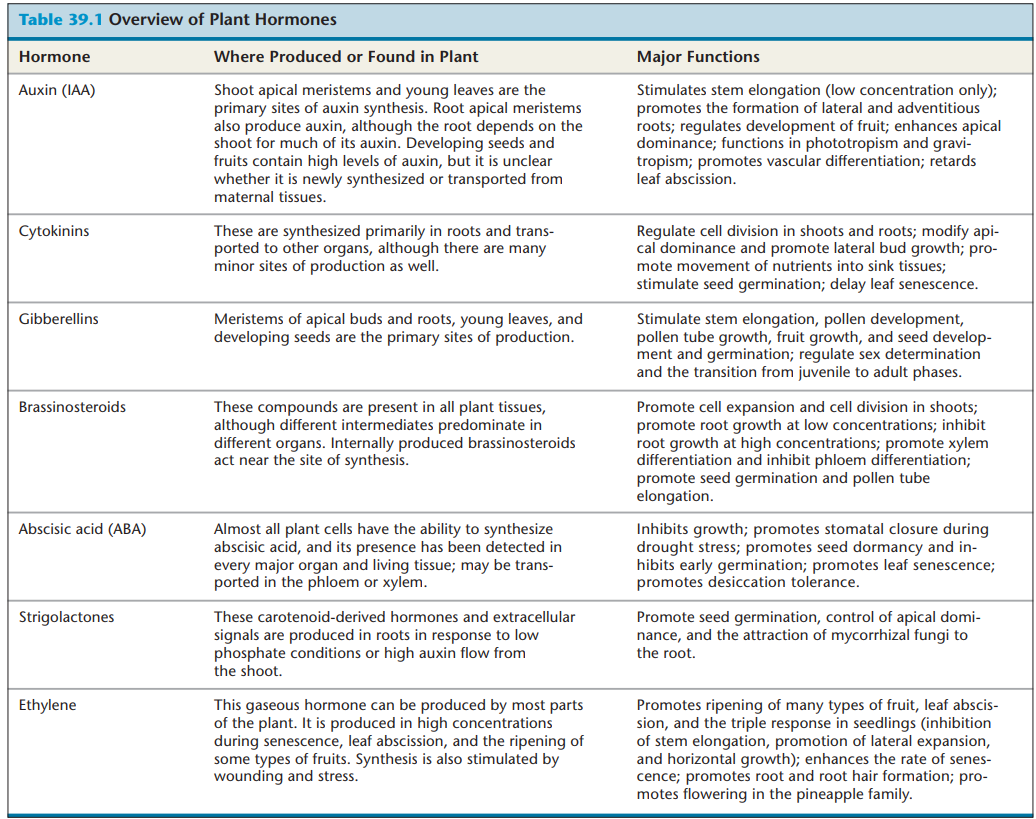 Table 39.1 Overview of Plant Hormones
Hormone Where Produced or Found in Plant Major Functions
Auxin (IAA)
Shoot apical meristems and young leaves are the
primary sites of auxin synthesis. Root apical meristems
also produce auxin, although the root depends on the
shoot for much of its auxin. Developing seeds and
fruits contain high levels of auxin, but it is unclear
whether it is newly synthesized or transported from
maternal tissues.
Stimulates stem elongation (low concentration only);
promotes the formation of lateral and adventitious
roots; regulates development of fruit; enhances apical
dominance; functions in phototropism and gravi-
tropism; promotes vascular differentiation; retards
leaf abscission.
Cytokinins
These are synthesized primarily in roots and trans-
ported to other organs, although there are many
minor sites of production as well.
Regulate cell division in shoots and roots; modify api-
cal dominance and promote lateral bud growth; pro-
mote movement of nutrients into sink tissues;
stimulate seed germination; delay leaf senescence.
Gibberellins
Meristems of apical buds and roots, young leaves, and
developing seeds are the primary sites of production.
Stimulate stem elongation, pollen development,
pollen tube growth, fruit growth, and seed develop-
ment and germination; regulate sex determination
and the transition from juvenile to adult phases.
Brassinosteroids
These compounds are present in all plant tissues,
although different intermediates predominate in
different organs. Internally produced brassinosteroids
act near the site of synthesis.
Promote cell expansion and cell division in shoots;
promote root growth at low concentrations; inhibit
root growth at high concentrations; promote xylem
differentiation and inhibit phloem differentiation;
promote seed germination and pollen tube
elongation.
Abscisic acid (ABA)
Almost all plant cells have the ability to synthesize
abscisic acid, and its presence has been detected in
every major organ and living tissue; may be trans-
ported in the phloem or xylem.
Inhibits growth; promotes stomatal closure during
drought stress; promotes seed dormancy and in-
hibits early germination; promotes leaf senescence;
promotes desiccation tolerance.
Strigolactones
These carotenoid-derived hormones and extracellular
signals are produced in roots in response to low
phosphate conditions or high auxin flow from
the shoot.
Promote seed germination, control of apical domi-
nance, and the attraction of mycorrhizal fungi to
the root.
Ethylene
This gaseous hormone can be produced by most parts
of the plant. It is produced in high concentrations
during senescence, leaf abscission, and the ripening of
some types of fruits. Synthesis is also stimulated by
wounding and stress.
Promotes ripening of many types of fruit, leaf abscis-
sion, and the triple response in seedlings (inhibition
of stem elongation, promotion of lateral expansion,
and horizontal growth); enhances the rate of senes-
cence; promotes root and root hair formation; pro-
motes flowering in the pineapple family.